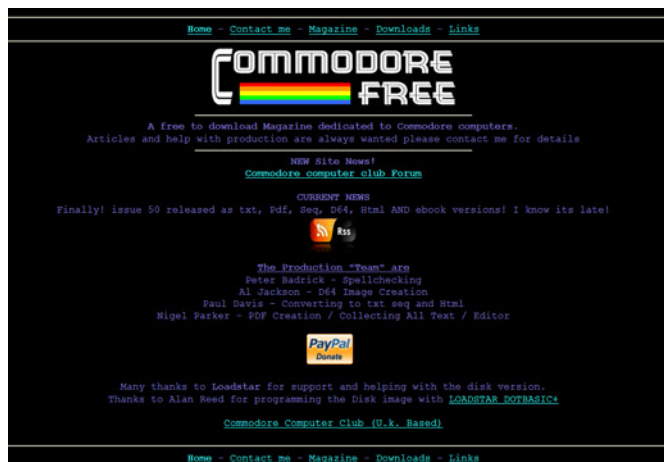 Home - Contact me - Magazine - Downloads - Links
COMMODORE
FREE
A free to download Magazine dedicated to Commodore computers.
Articles and help with production are always wanted please contact me for details
NEW Site News!
Commodore computer club Forum
CURRENT NEWS
Finally! issue 50 released as txt, Pdf, Seq, D64, Html AND ebook versions! I know its late!
Rss
The Production "Team" are
Peter Badrick - Spellchecking
Al Jackson - D64 Image Creation
Paul Davis - Converting to txt seq and Html
Nigel Parker - PDF Creation / Collecting All Text / Editor
PayPal
Donate
Many thanks to Loadstar for support and helping with the disk version.
Thanks to Alan Reed for programming the Disk image with LOADSTAR DOTBASIC+
Commodore Computer Club (U.k. Based)
Home - Contact me - Magazine - Downloads - Links